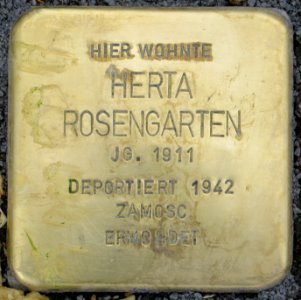 HIER WOHNTE
HERTA
ROSENGARTEN
JG. 1911
DEPORTIERT 1942
ZAMOSC
ERMORDET